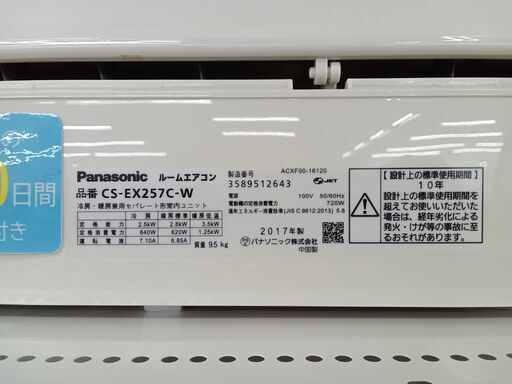 日間
付き
Panasonic ルームエアコン
品番 CS-EX257C-W
冷房・暖房兼用セパレート形室内ユニット
冷 房 暖房標準 暖房低温
定 格 能 力 2.5kW 2.8kW 3.5kW
定格消費電力 640W 620W 1.25kW
運 転 電 流 7.10A 6.85A
質量 9.5 kg
ACXF00-16120
製造番号
3589512643
JET
電源 100V 50/60Hz
電動機の定格消費電力 720W
通年エネルギー消費効率(JIS C 9612:2013) 5.8
2017年製
パナソニック株式会社
中国製
【設計上の標準使用期間】
10年
設計上の標準使用期間を
超えてお使いいただいた
場合は、経年劣化による
発火・けが等の事故に至
るおそれがあります。